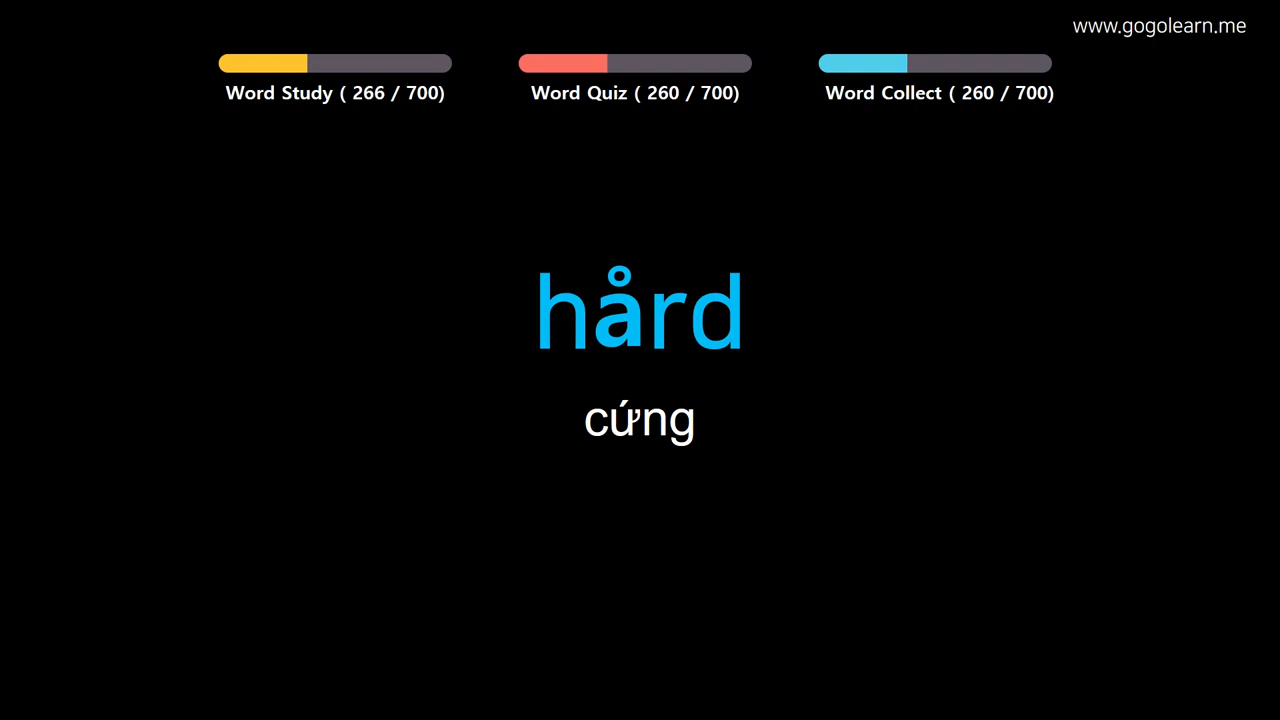 www.gogolearn.me
Word Study ( 266 / 700)
Word Quiz ( 260 / 700)
Word Collect ( 260 / 700)
hård
cứng